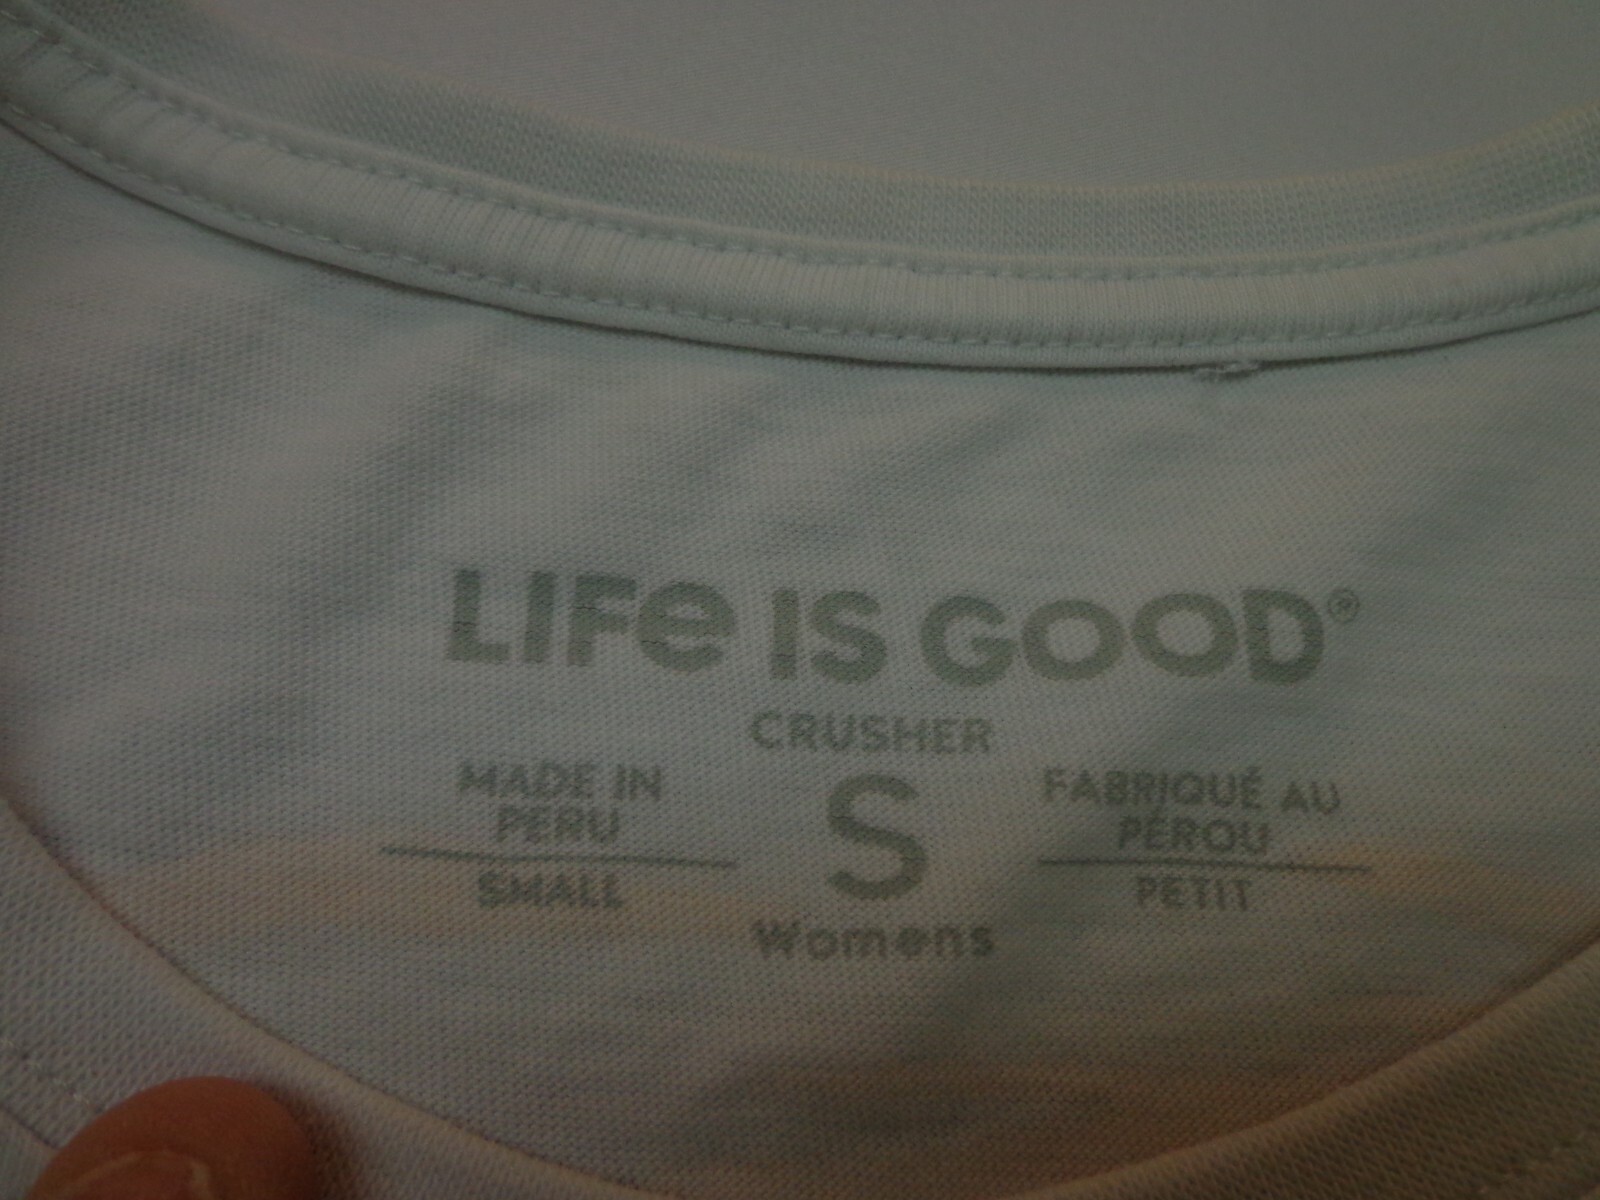 LIFe IS GOOD®
CRUSHER
MADE IN
PERU
SMALL
S
Womens
FABRIQUÉ AU
PÉROU
PETIT